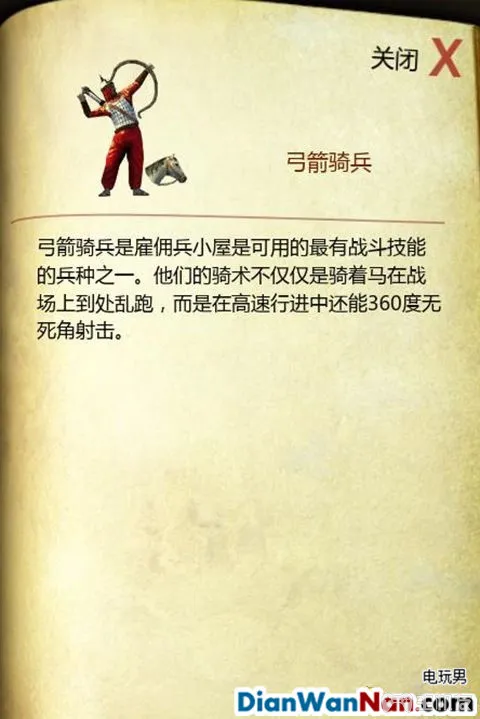 关闭 X
弓箭骑兵
弓箭骑兵是雇佣兵小屋是可用的最有战斗技能
的兵种之一。他们的骑术不仅仅是骑着马在战
场上到处乱跑，而是在高速行进中还能360度无
死角射击。
电玩男
DianWanNan.com